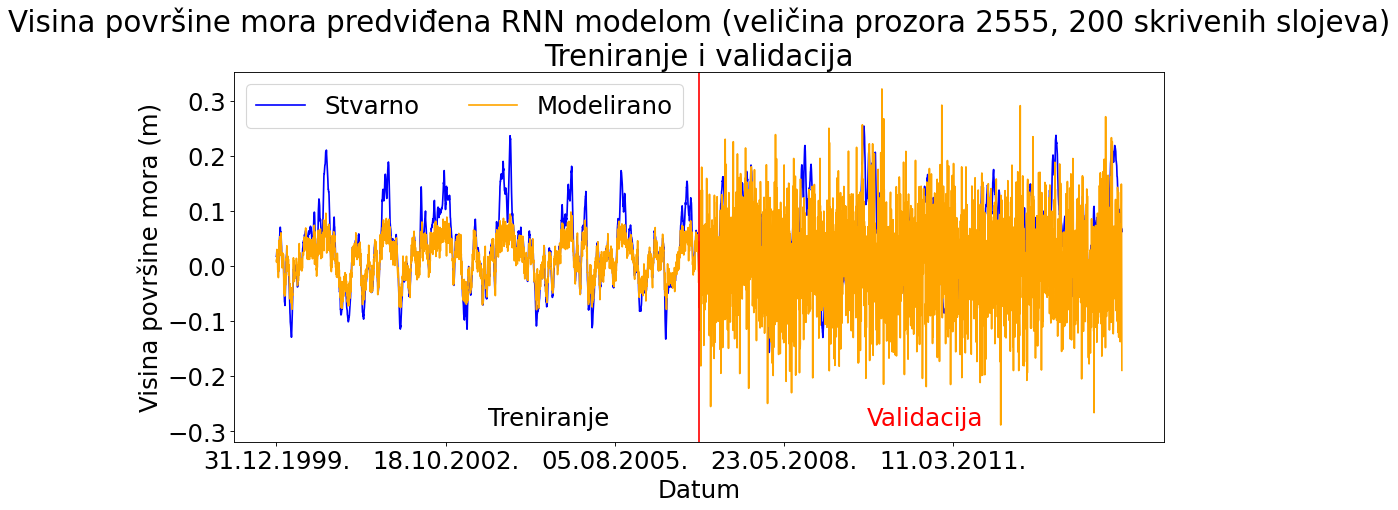 Visina površine mora predviđena RNN modelom (veličina prozora 2555, 200 skrivenih slojeva)
Treniranje i validacija
Stvarno
Modelirano
Visina površine mora (m)
0.3
0.2
0.1
0.0
−0.1
−0.2
−0.3
Treniranje
Validacija
31.12.1999.
18.10.2002.
05.08.2005.
23.05.2008.
11.03.2011.
Datum